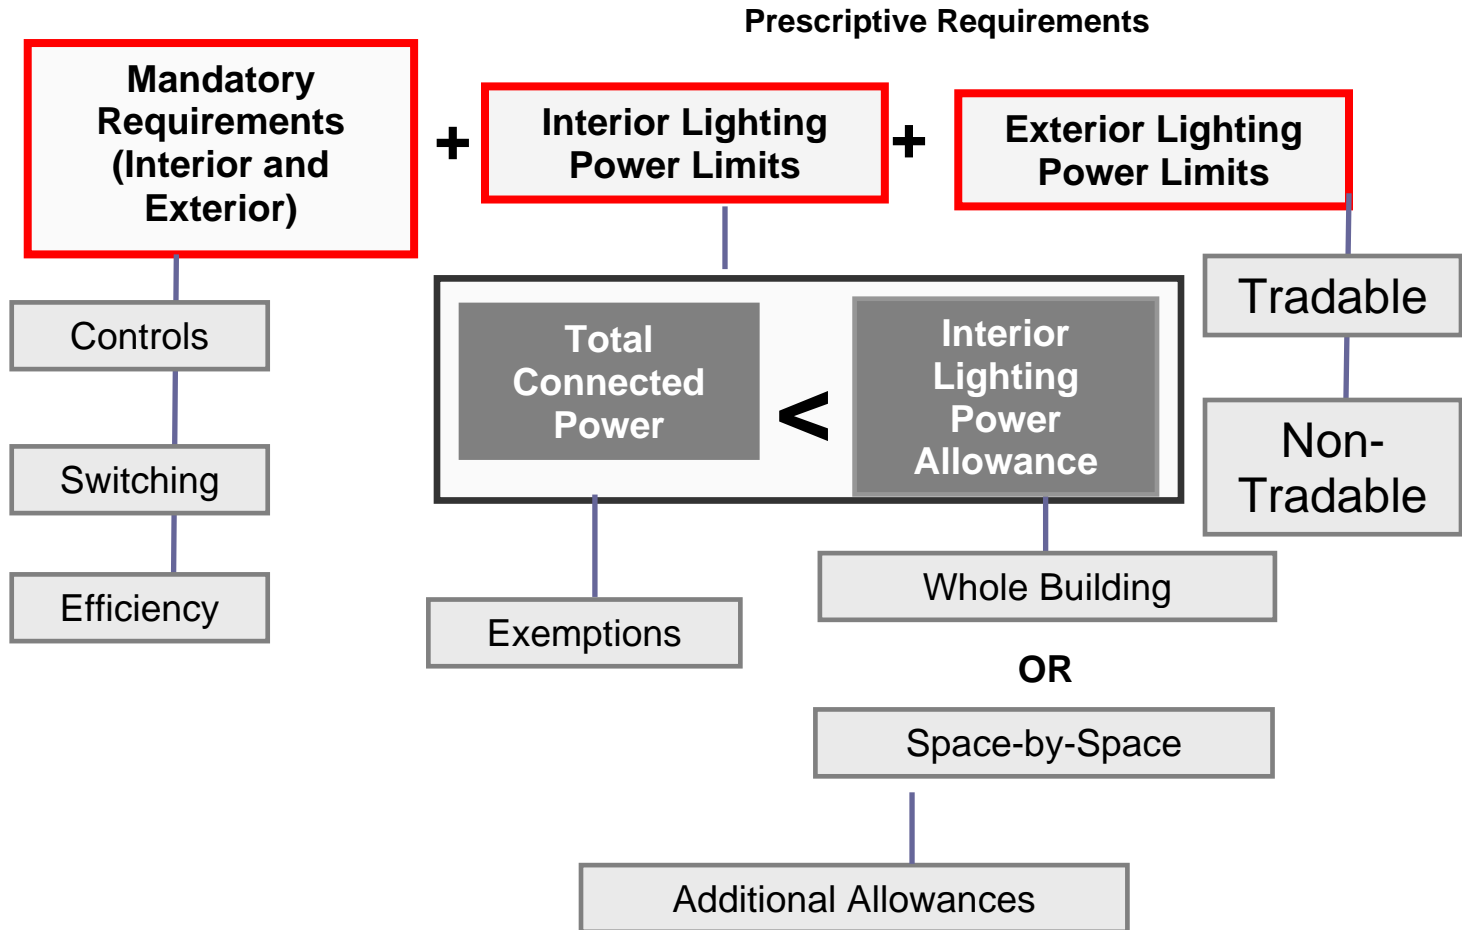 Prescriptive Requirements
Mandatory
Requirements
(Interior and
Exterior)
+
Interior Lighting
Power Limits
+
Exterior Lighting
Power Limits
Controls
Switching
Efficiency
Total
Connected
Power
<
Interior
Lighting
Power
Allowance
Exemptions
Whole Building
OR
Space-by-Space
Additional Allowances
Tradable
Non-
Tradable